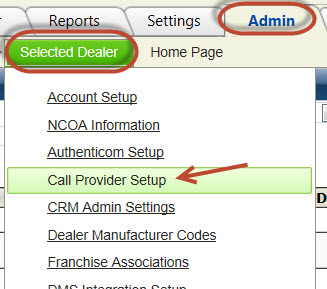 Reports Settings Admin
Selected Dealer Home Page
Account Setup
NCOA Information
Authenticom Setup
Call Provider Setup
CRM Admin Settings
Dealer Manufacturer Codes
Franchise Associations
DMS Integration Setup